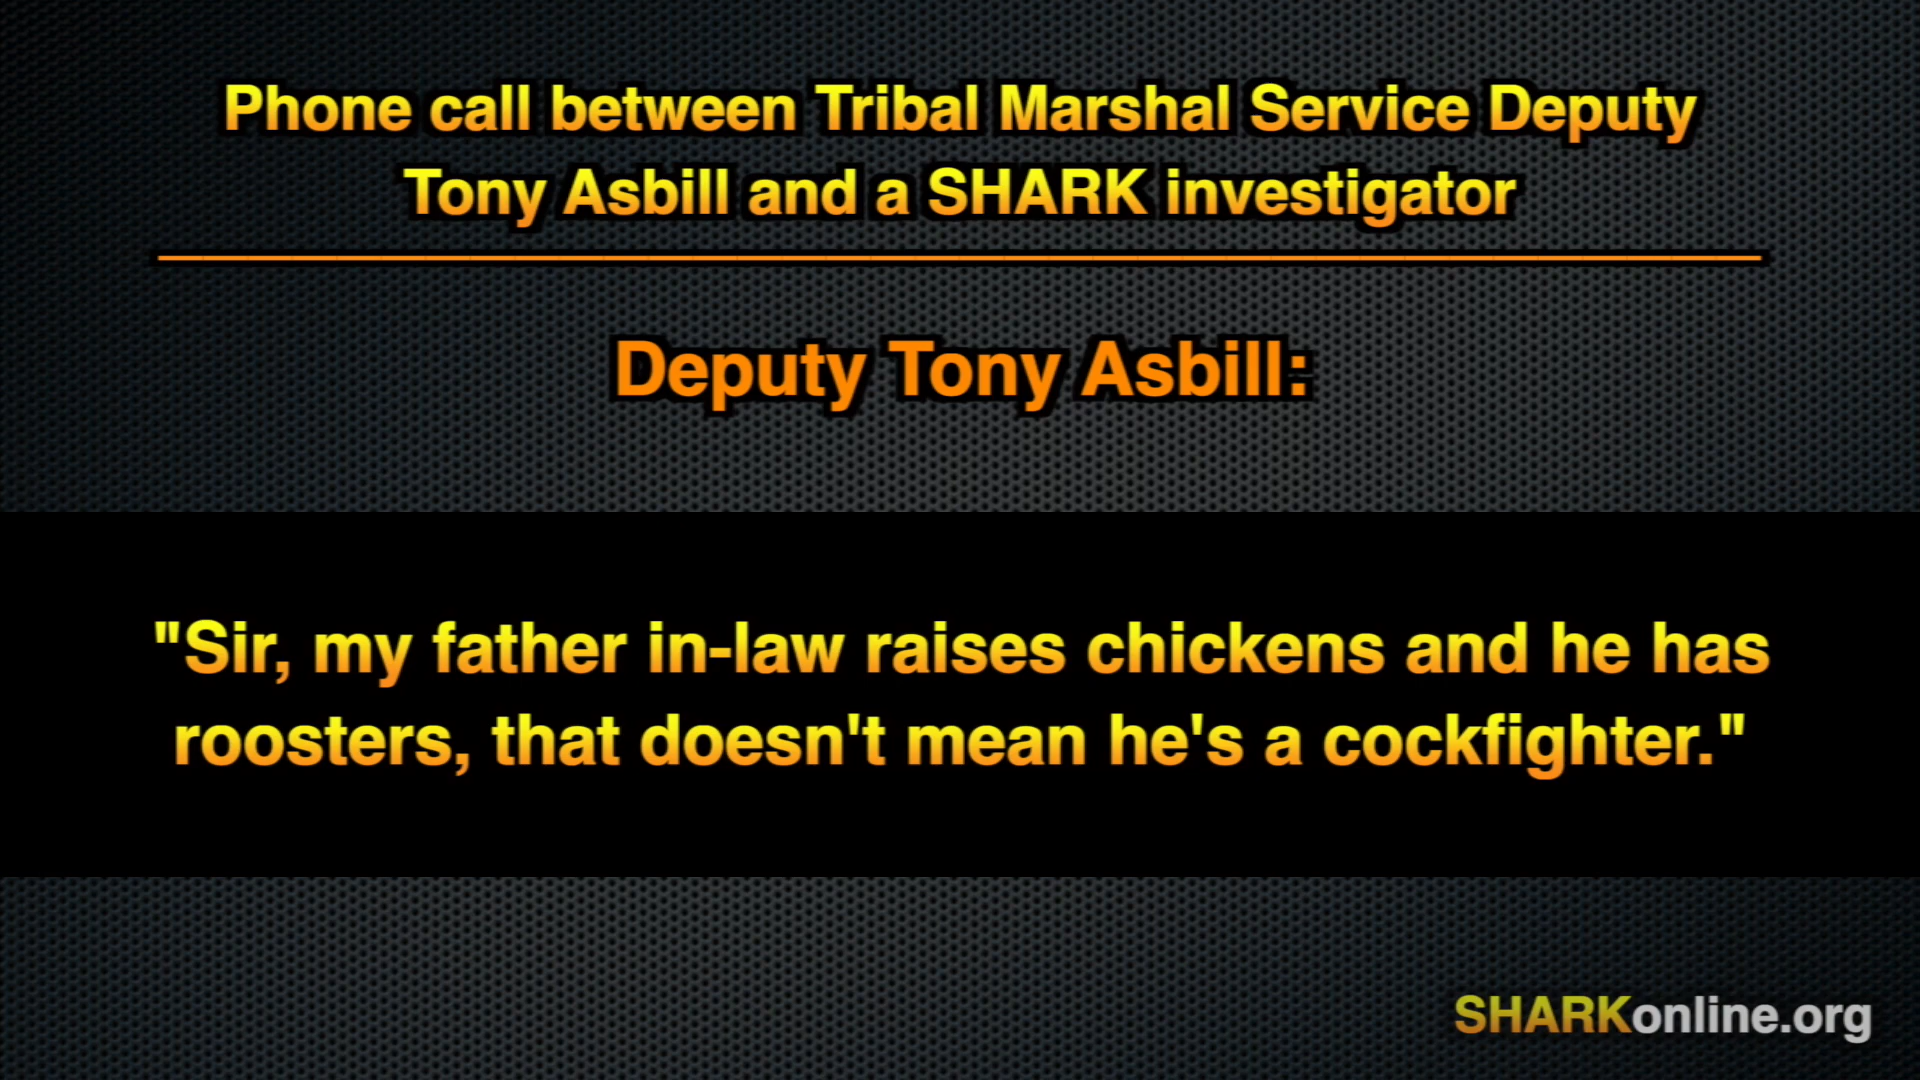 Phone call between Tribal Marshal Service Deputy
Tony Asbill and a SHARK investigator
Deputy Tony Asbill:
"Sir, my father in-law raises chickens and he has
roosters, that doesn't mean he's a cockfighter."
SHARKonline.org